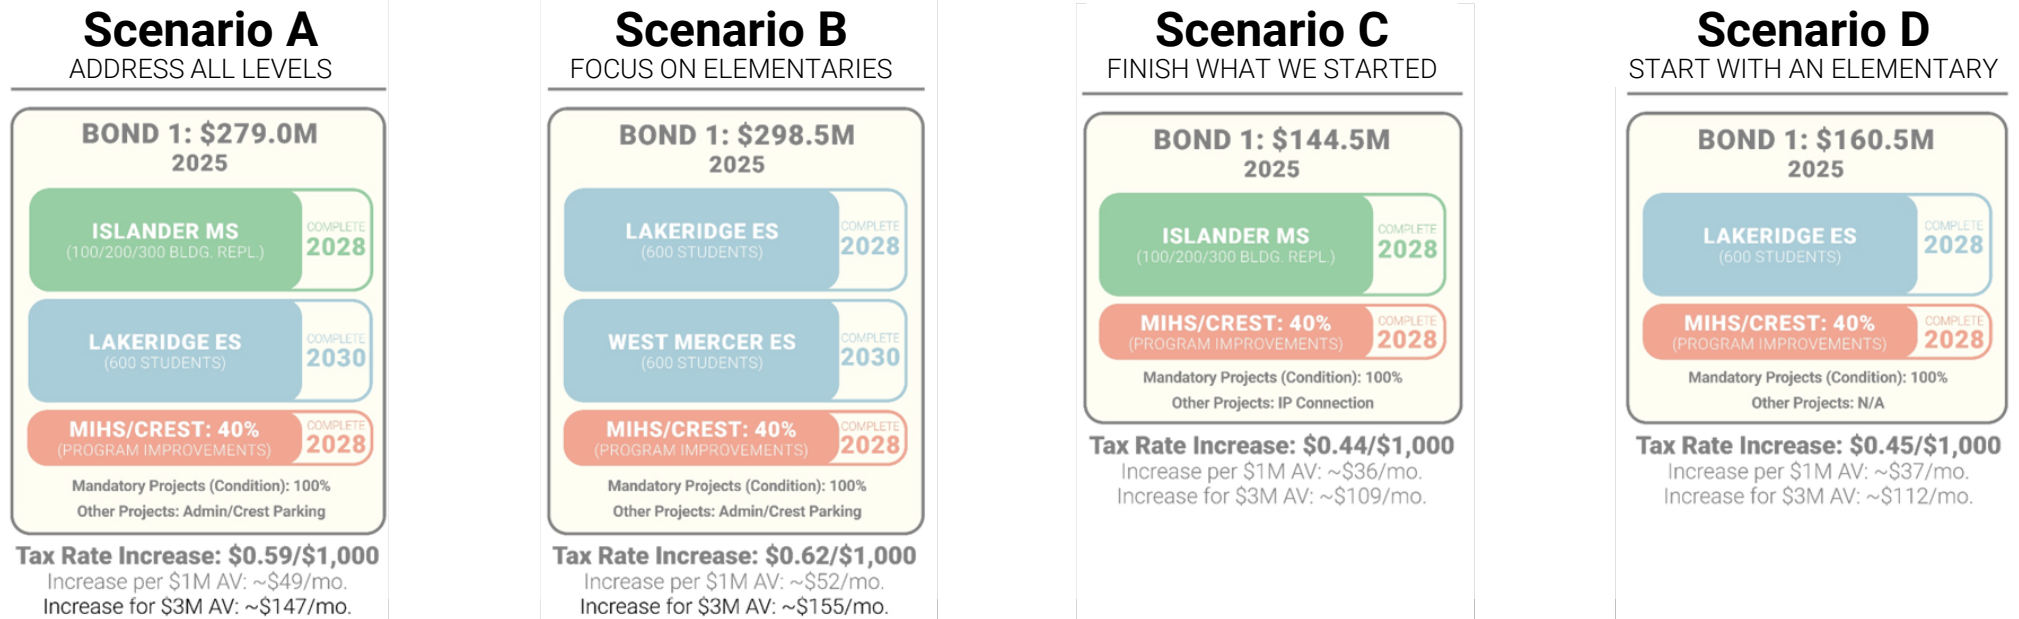 Scenario A
ADDRESS ALL LEVELS
BOND 1: $279.0M
2025
ISLANDER MS
(100/200/300 BLDG. REPL.)
COMPLETE
2028
LAKERIDGE ES
(600 STUDENTS)
COMPLETE
2030
MIHS/CREST: 40%
(PROGRAM IMPROVEMENTS)
COMPLETE
2028
Mandatory Projects (Condition): 100%
Other Projects: Admin/Crest Parking
Tax Rate Increase: $0.59/$1,000
Increase per $1M AV: ~$49/mo.
Increase for $3M AV: ~$147/mo.
Scenario B
FOCUS ON ELEMENTARIES
BOND 1: $298.5M
2025
LAKERIDGE ES
(600 STUDENTS)
COMPLETE
2028
WEST MERCER ES
(600 STUDENTS)
COMPLETE
2030
MIHS/CREST: 40%
(PROGRAM IMPROVEMENTS)
COMPLETE
2028
Mandatory Projects (Condition): 100%
Other Projects: Admin/Crest Parking
Tax Rate Increase: $0.62/$1,000
Increase per $1M AV: ~$52/mo.
Increase for $3M AV: ~$155/mo.
Scenario C
FINISH WHAT WE STARTED
BOND 1: $144.5M
2025
ISLANDER MS
(100/200/300 BLDG. REPL.)
COMPLETE
2028
MIHS/CREST: 40%
(PROGRAM IMPROVEMENTS)
COMPLETE
2028
Mandatory Projects (Condition): 100%
Other Projects: IP Connection
Tax Rate Increase: $0.44/$1,000
Increase per $1M AV: ~$36/mo.
Increase for $3M AV: ~$109/mo.
Scenario D
START WITH AN ELEMENTARY
BOND 1: $160.5M
2025
LAKERIDGE ES
(600 STUDENTS)
COMPLETE
2028
MIHS/CREST: 40%
(PROGRAM IMPROVEMENTS)
COMPLETE
2028
Mandatory Projects (Condition): 100%
Other Projects: N/A
Tax Rate Increase: $0.45/$1,000
Increase per $1M AV: ~$37/mo.
Increase for $3M AV: ~$112/mo.